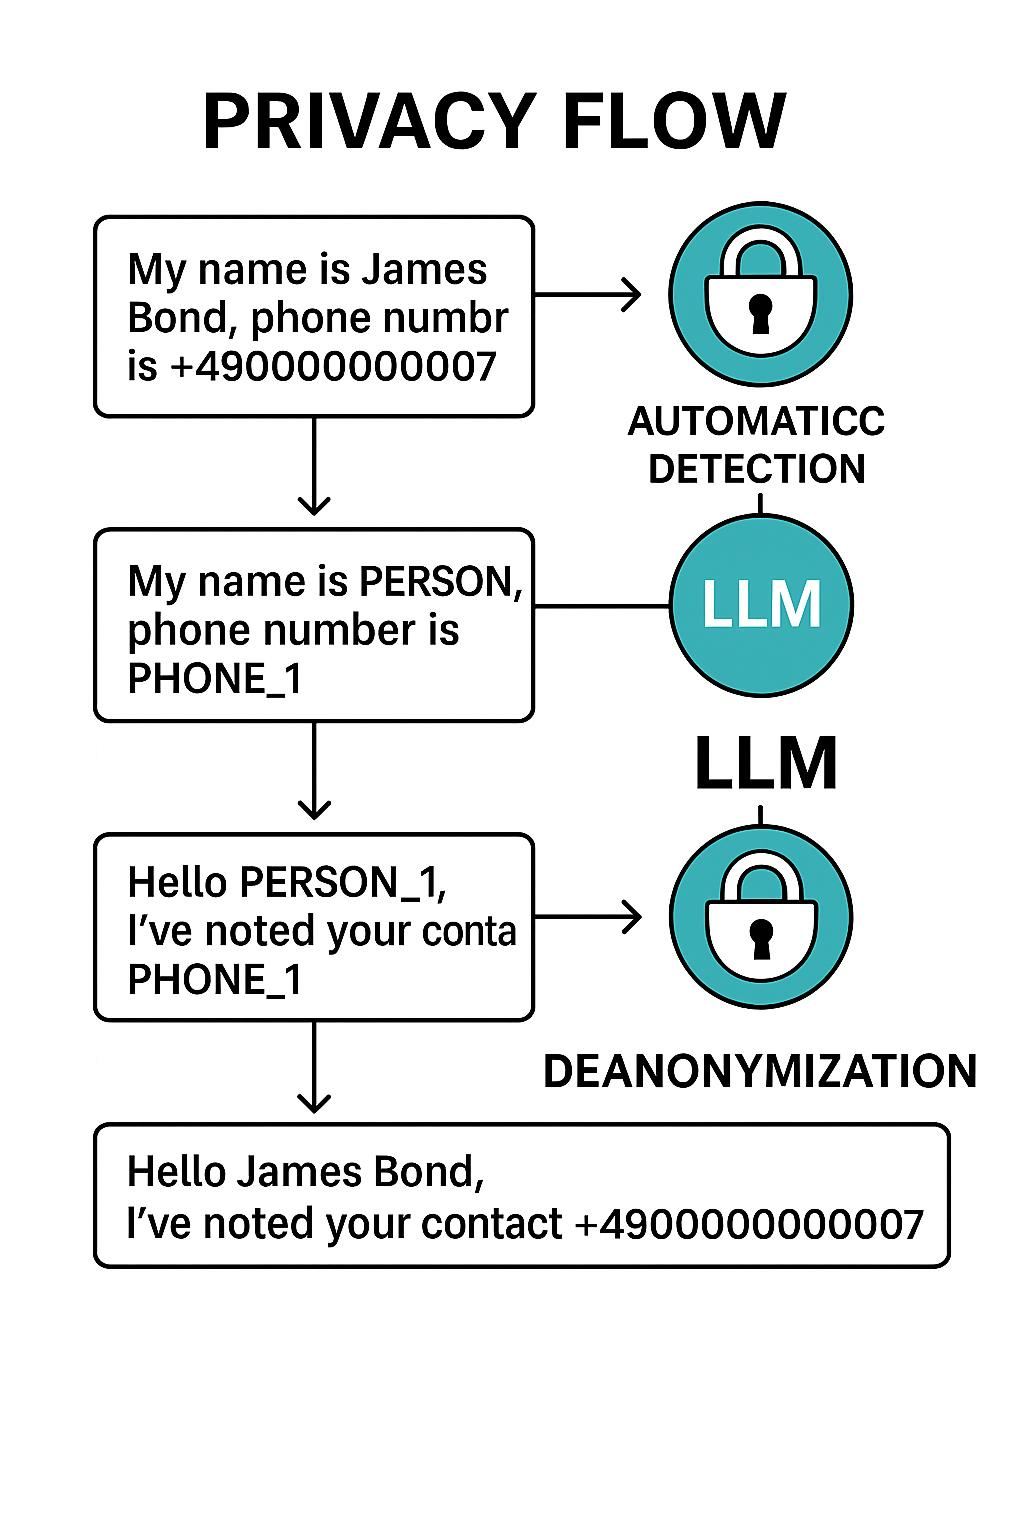 PRIVACY FLOW
My name is James
Bond, phone numbr
is +490000000007
AUTOMATICC
DETECTION
My name is PERSON,
phone number is
PHONE_1
LLM
LLM
Hello PERSON_1,
I’ve noted your conta
PHONE_1
DEANONYMIZATION
Hello James Bond,
I’ve noted your contact +4900000000007